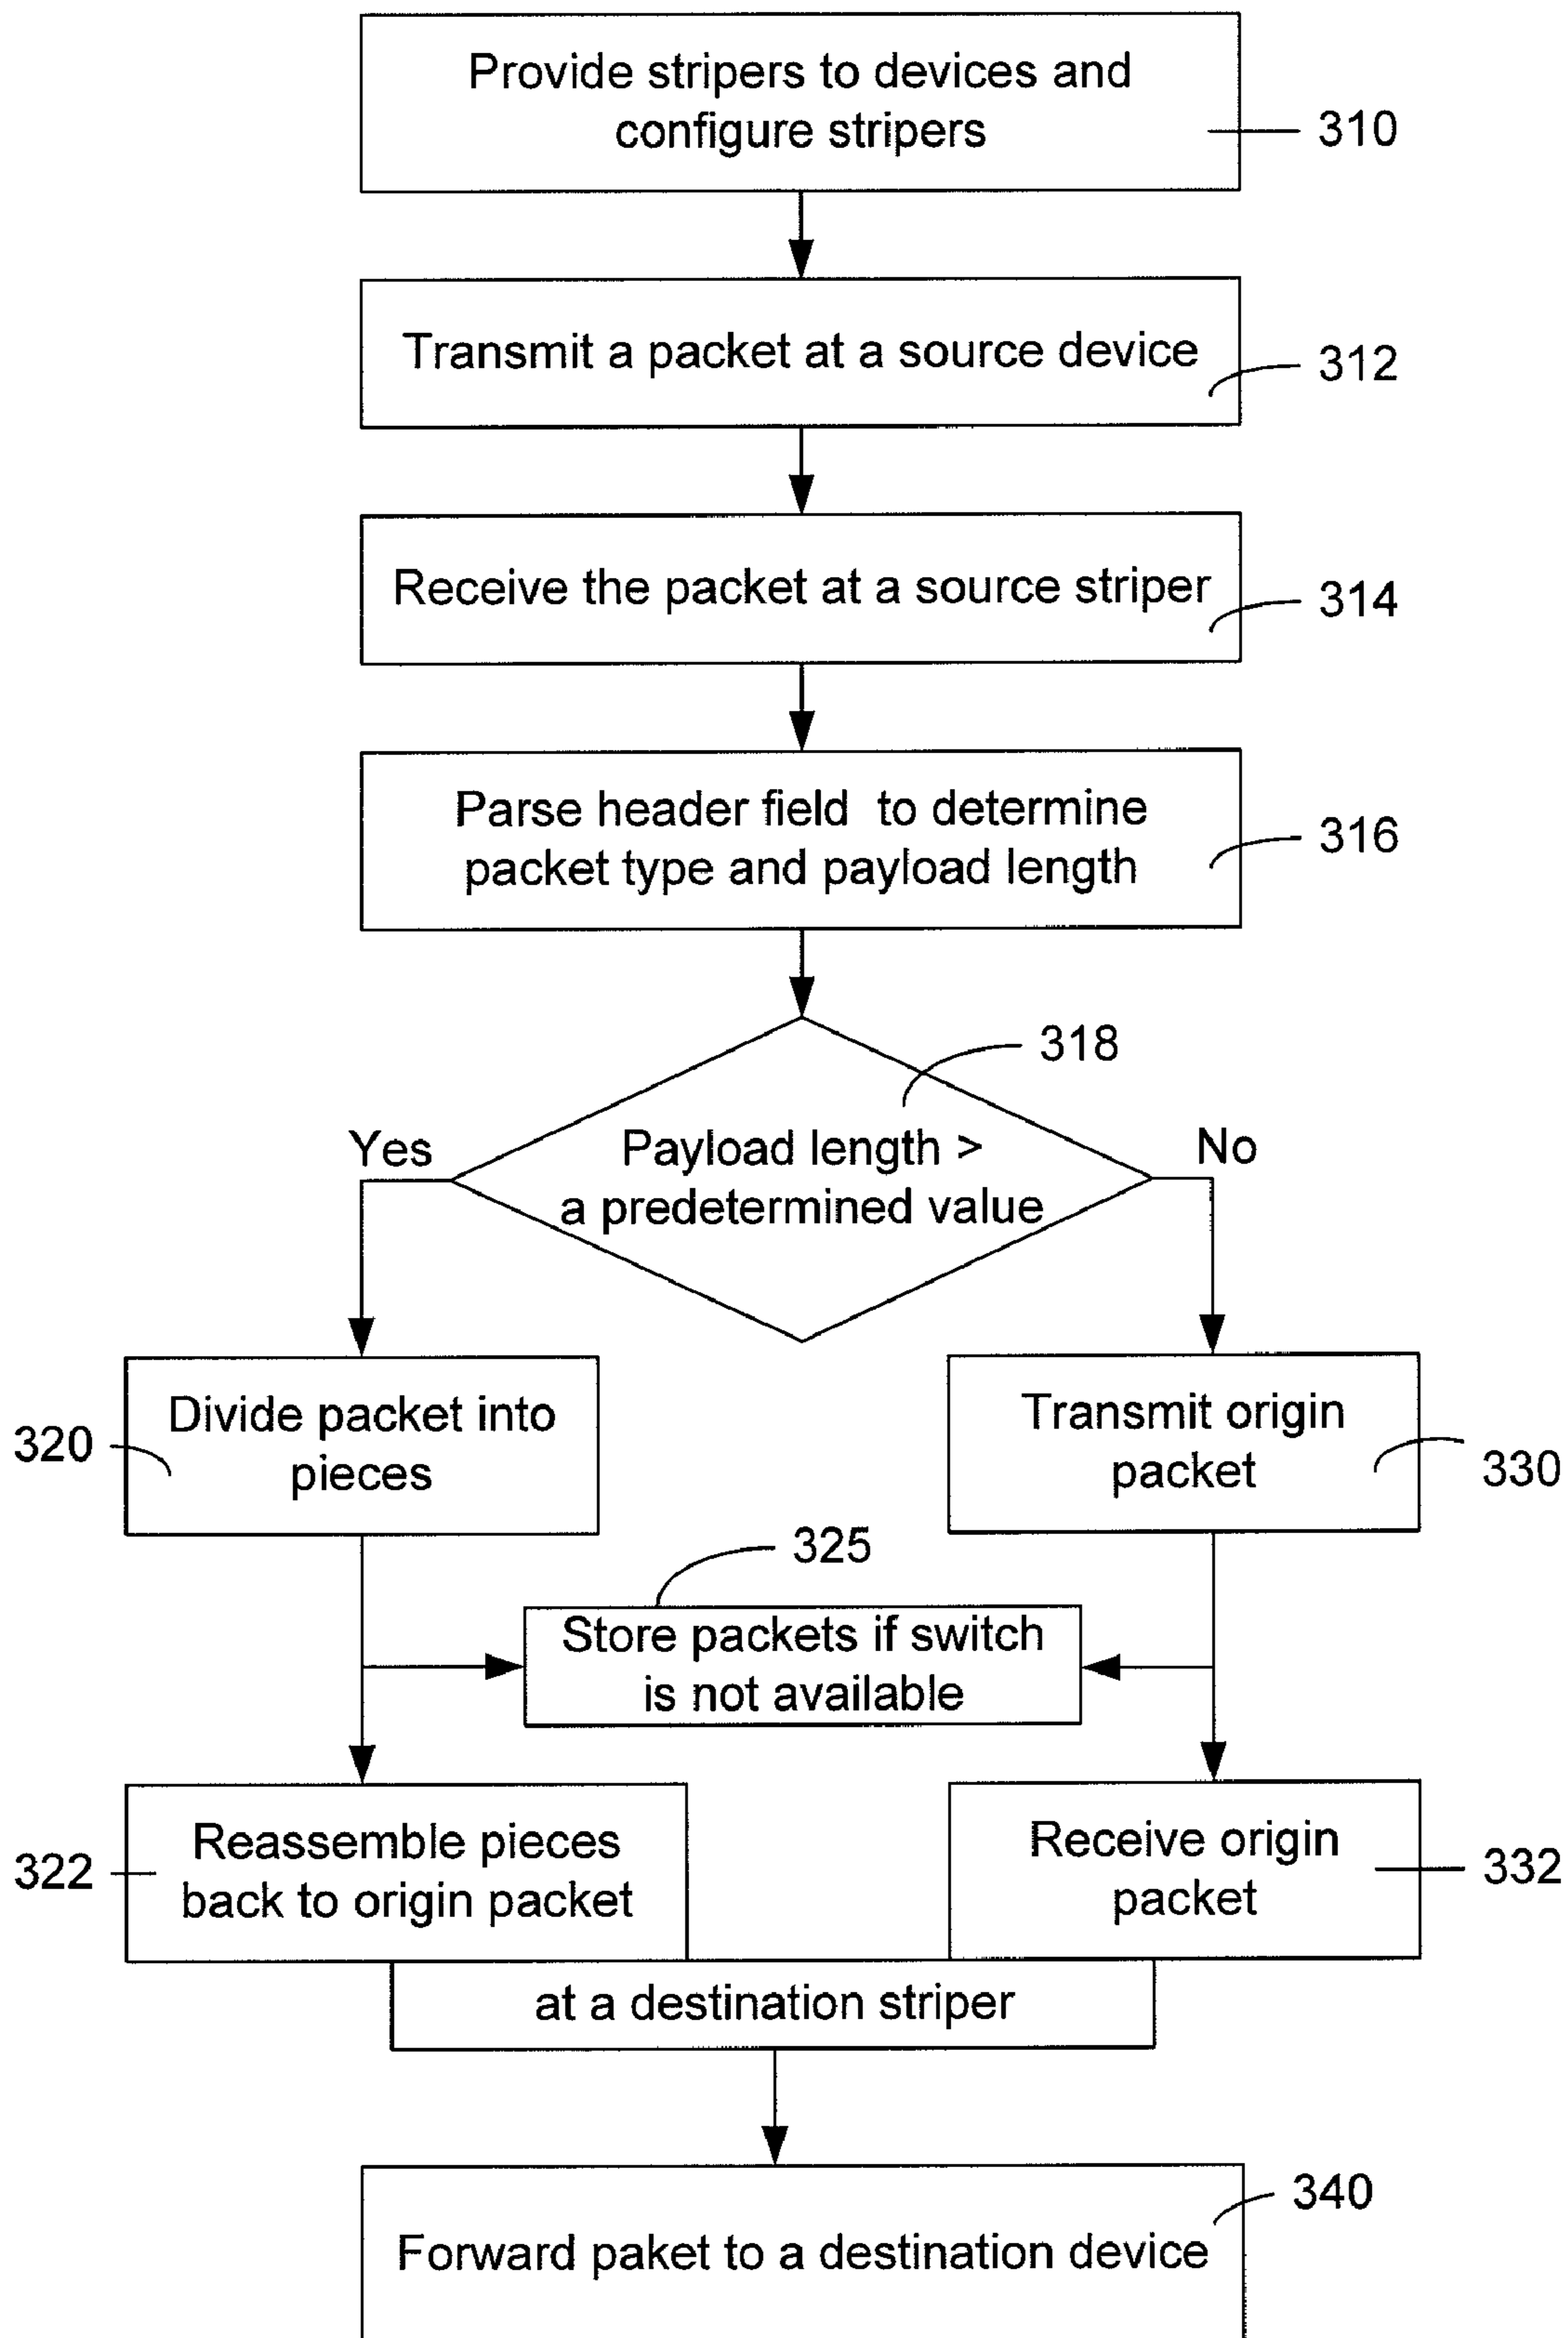 Provide stripers to devices and
configure stripers
310
Transmit a packet at a source device
312
Receive the packet at a source striper
314
Parse header field to determine
packet type and payload length
316
318
Yes
Payload length >
a predetermined value
No
320
Divide packet into
pieces
Transmit origin
packet
330
325
Store packets if switch
is not available
322
Reassemble pieces
back to origin packet
Receive origin
packet
332
at a destination striper
340
Forward paket to a destination device